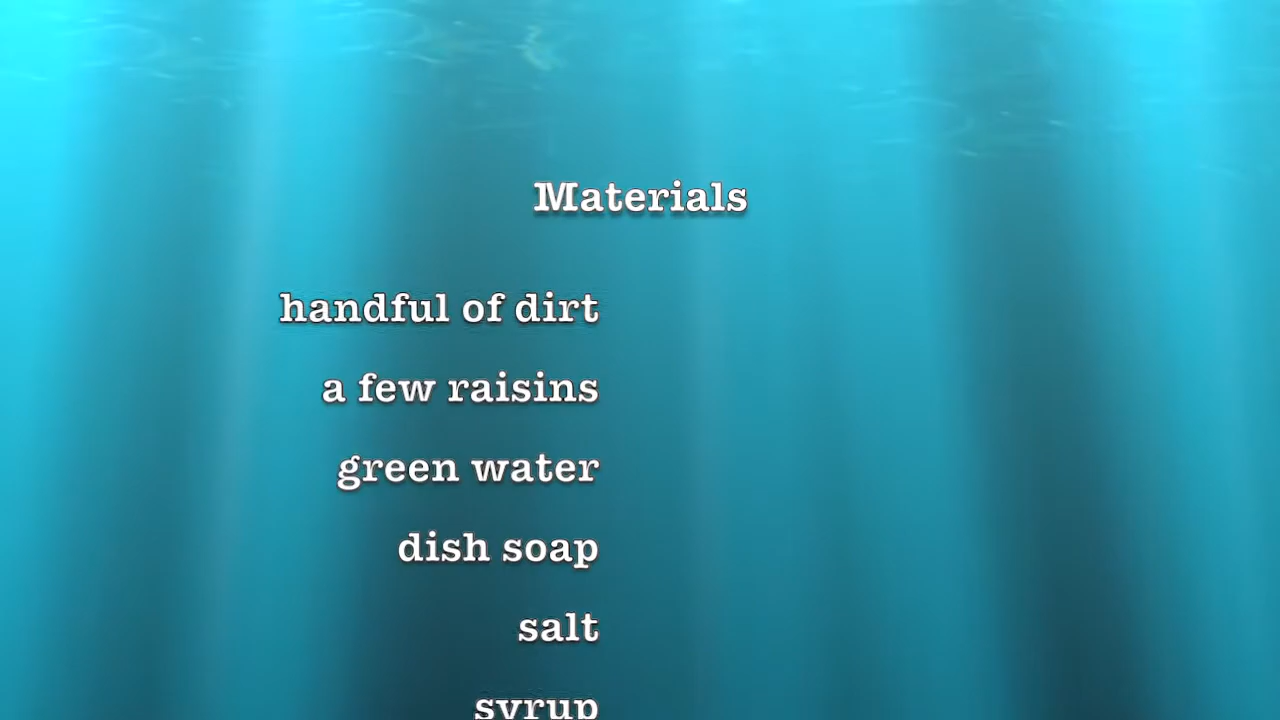 Materials
handful of dirt
a few raisins
green water
dish soap
salt
syrup